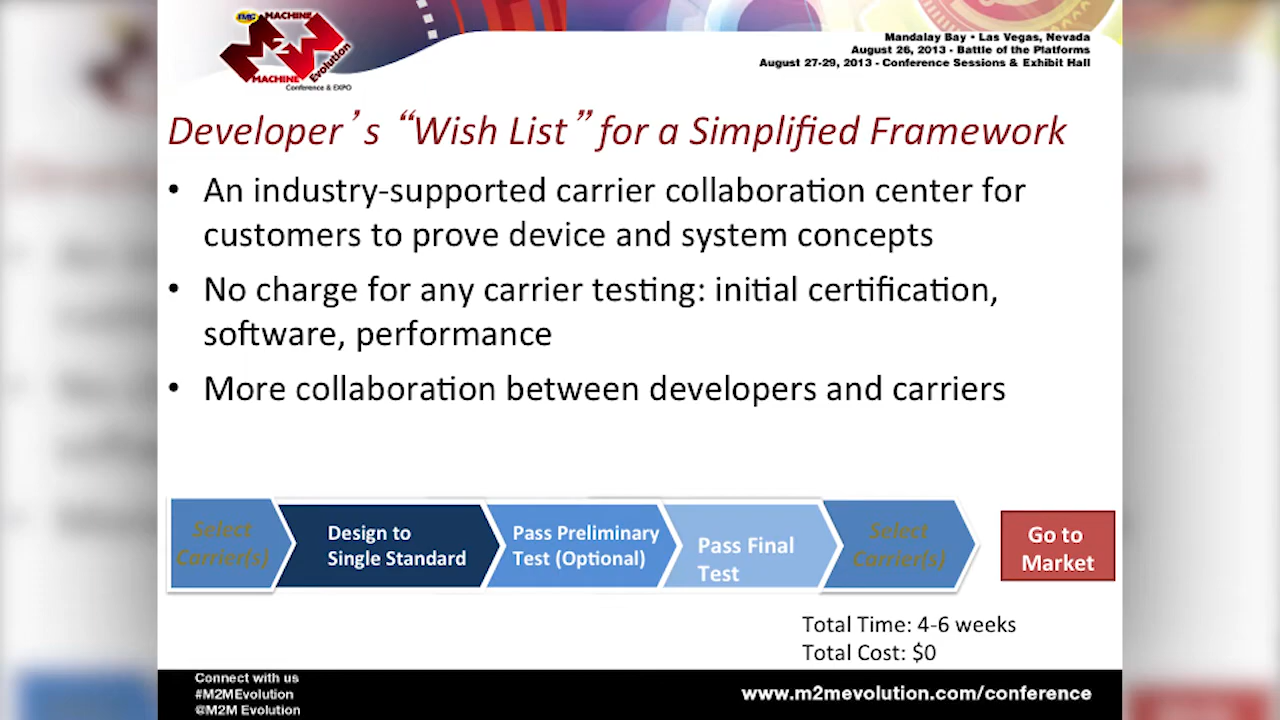 TMC
MACHINE
M2M
MACHINE
Evolution
Conference & EXPO
Mandalay Bay • Las Vegas, Nevada
August 26, 2013 - Battle of the Platforms
August 27-29, 2013 - Conference Sessions & Exhibit Hall
Developer’s “Wish List” for a Simplified Framework
• An industry-supported carrier collaboration center for
customers to prove device and system concepts
• No charge for any carrier testing: initial certification,
software, performance
• More collaboration between developers and carriers
Select
Carrier(s)
Design to
Single Standard
Pass Preliminary
Test (Optional)
Pass Final
Test
Select
Carrier(s)
Go to
Market
Total Time: 4-6 weeks
Total Cost: $0
Connect with us
#M2MEvolution
@M2M Evolution
www.m2mevolution.com/conference